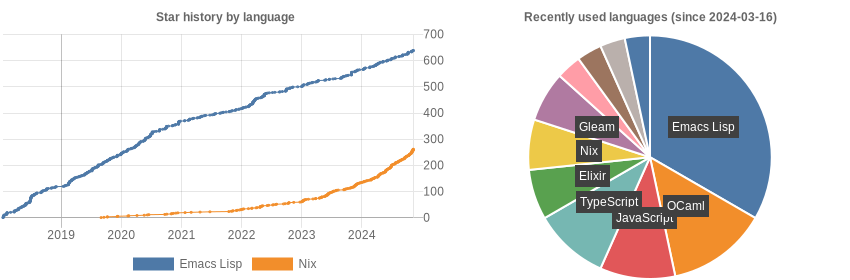 Star history by language
700
600
500
400
300
200
100
0
2019 2020 2021 2022 2023 2024
Emacs Lisp Nix
Recently used languages (since 2024-03-16)
Emacs Lisp
Gleam
Nix
Elixir
TypeScript
OCaml
JavaScript